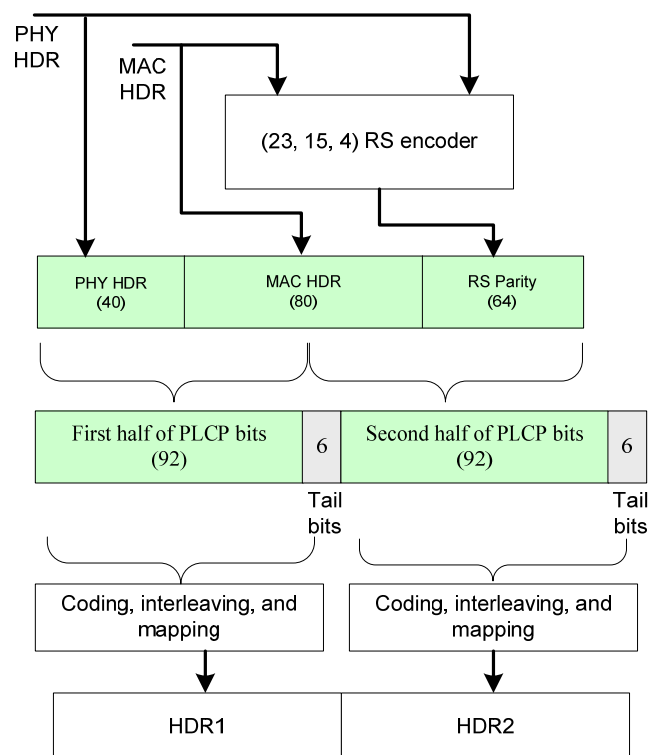 PHY
HDR
MAC
HDR
(23, 15, 4) RS encoder
PHY HDR
(40)
MAC HDR
(80)
RS Parity
(64)
First half of PLCP bits
(92)
6
Second half of PLCP bits
(92)
6
Tail
bits
Tail
bits
Coding, interleaving, and
mapping
Coding, interleaving, and
mapping
HDR1
HDR2